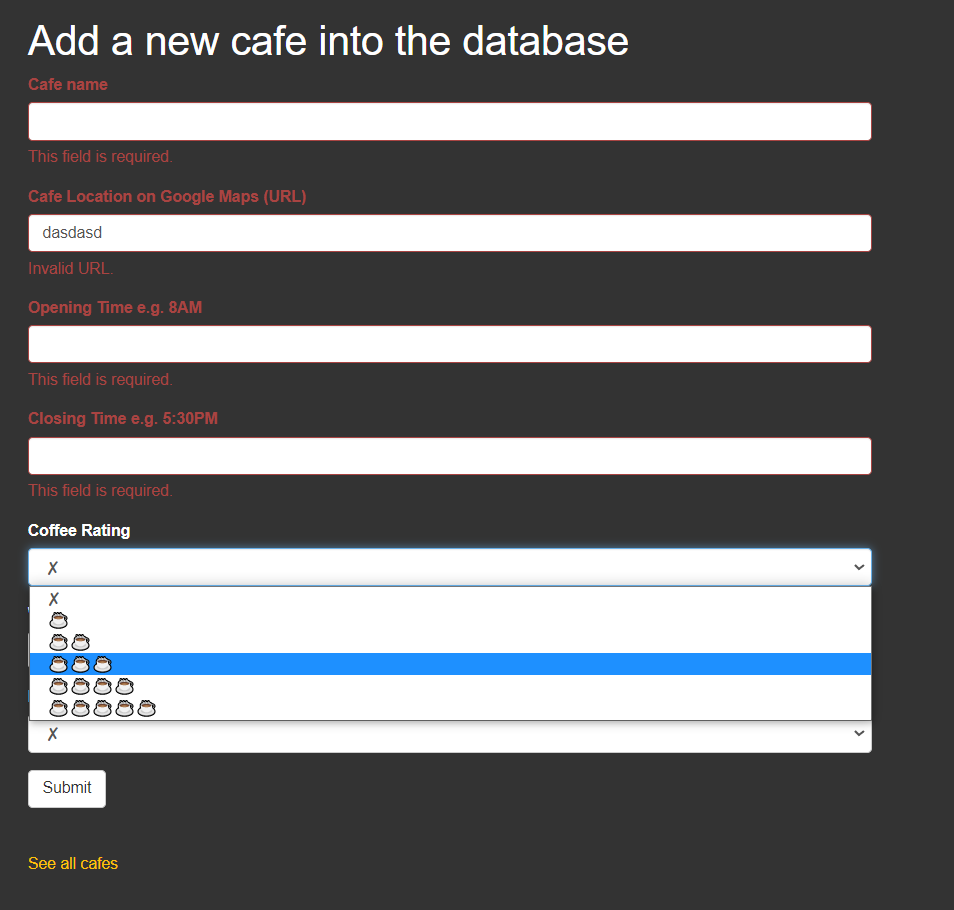 Add a new cafe into the database
Cafe name
This field is required.
Cafe Location on Google Maps (URL)
dasdasd
Invalid URL.
Opening Time e.g. 8AM
This field is required.
Closing Time e.g. 5:30PM
This field is required.
Coffee Rating
✗
✗
☕
☕☕
☕☕☕
☕☕☕☕
☕☕☕☕☕
✗
Submit
See all cafes